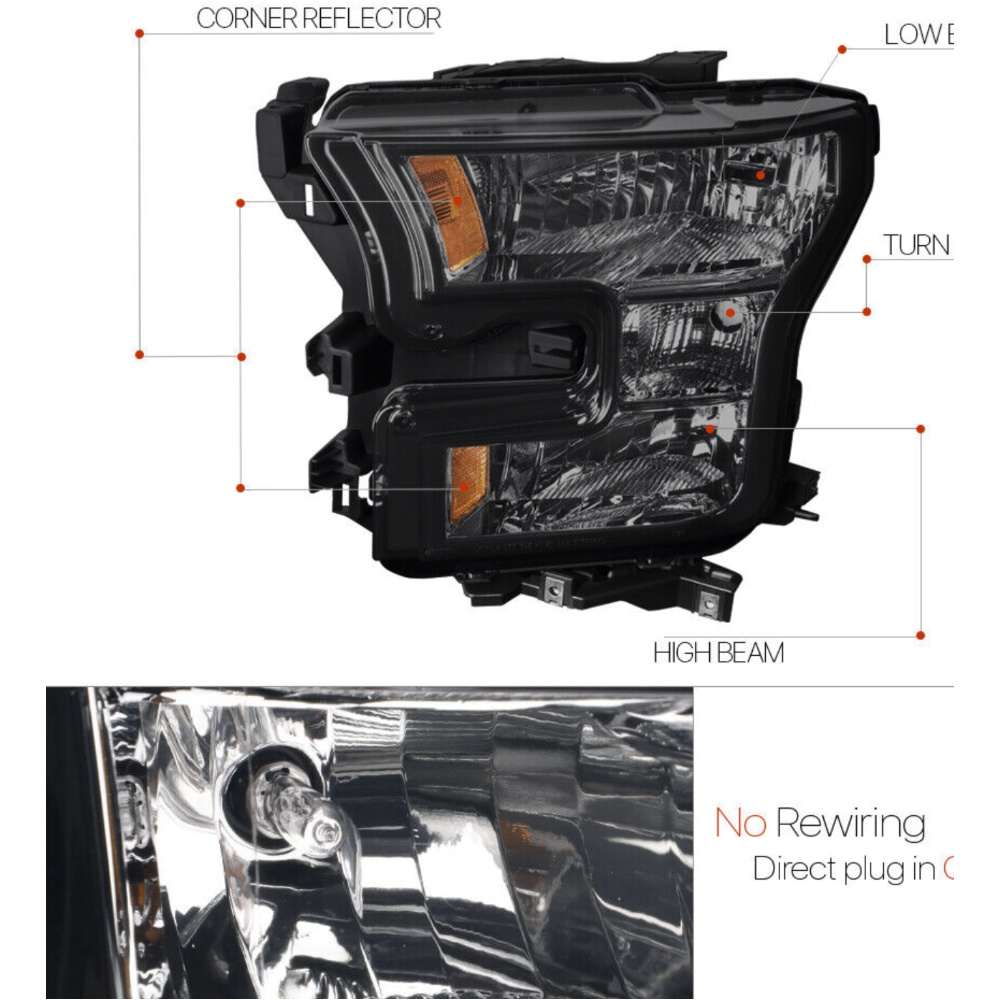 CORNER REFLECTOR
LOW
TURN
HIGH BEAM
No Rewiring
Direct plug in